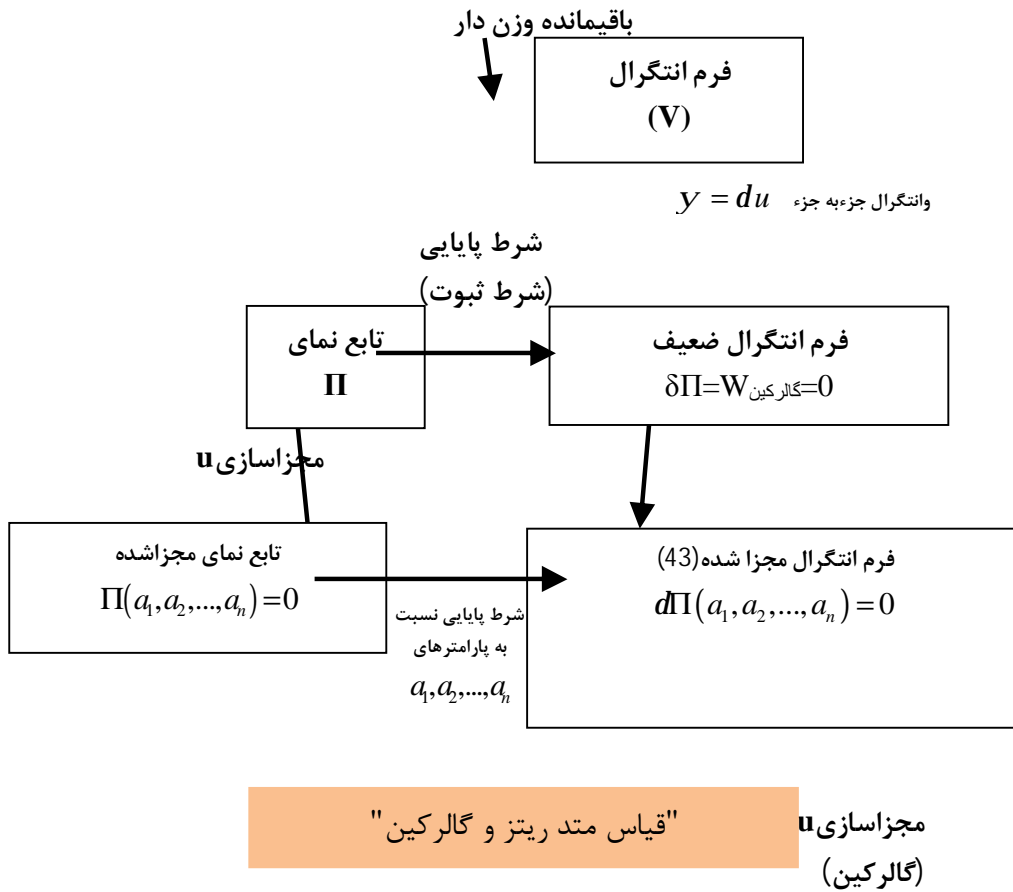 باقیمانده وزن دار
فرم انتگرال
(V)
y = du وانتگرال جزءبه جزء
شرط پایایی
(شرط ثبوت)
تابع نمای
Π
فرم انتگرال ضعیف
δΠ=Wگالرکین=0
مجزاسازی u
تابع نمای مجزاشده
Π(a₁,a₂,...,aₙ)=0
شرط پایایی نسبت
به پارامترهای
a₁,a₂,...,aₙ
فرم انتگرال مجزا شده(43)
dΠ(a₁,a₂,...,aₙ)=0
"قیاس متد ریتز و گالرکین"
مجزاسازی u
(گالرکین)